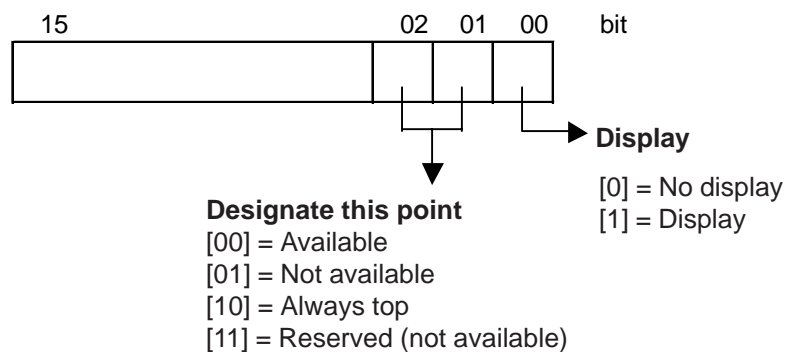 15 02 01 00 bit
Display
[0] = No display
[1] = Display
Designate this point
[00] = Available
[01] = Not available
[10] = Always top
[11] = Reserved (not available)